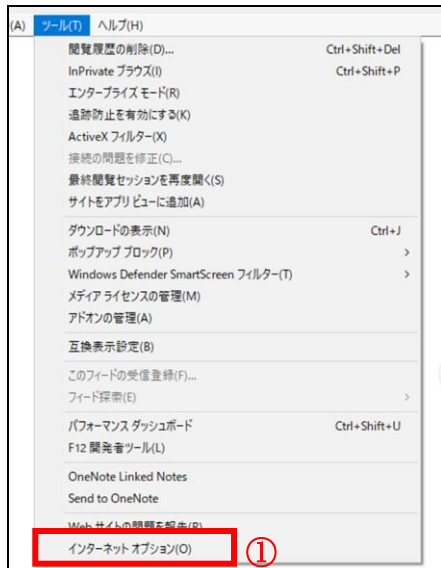 (A) ツール(T) ヘルプ(H)
閲覧履歴の削除(D)... Ctrl+Shift+Del
InPrivate ブラウズ(I) Ctrl+Shift+P
エンタープライズ モード(R)
追跡防止を有効にする(K)
ActiveX フィルター(X)
接続の問題を修正(C)...
最終閲覧セッションを再度開く(S)
サイトをアプリ ビューに追加(A)
ダウンロードの表示(N) Ctrl+J
ポップアップ ブロック(P) >
Windows Defender SmartScreen フィルター(T) >
メディア ライセンスの管理(M)
アドオンの管理(A)
互換表示設定(B)
このフィードの受信登録(F)...
フィード探索(E) >
パフォーマンス ダッシュボード Ctrl+Shift+U
F12 開発者ツール(L)
OneNote Linked Notes
Send to OneNote
Web サイトの問題を報告(R)
インターネット オプション(O) ①